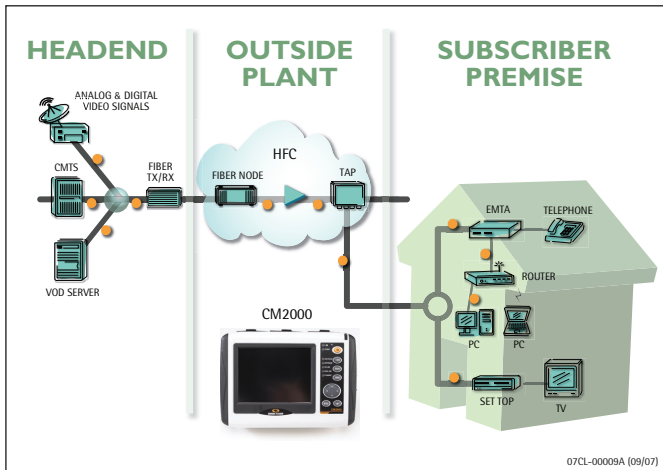 HEADEND
OUTSIDE
PLANT
SUBSCRIBER
PREMISE
ANALOG & DIGITAL
VIDEO SIGNALS
CMTS
FIBER
TX/RX
VOD SERVER
HFC
FIBER NODE
TAP
CM2000
EMTA
TELEPHONE
ROUTER
PC
PC
SET TOP
TV
07CL-00009A (09/07)